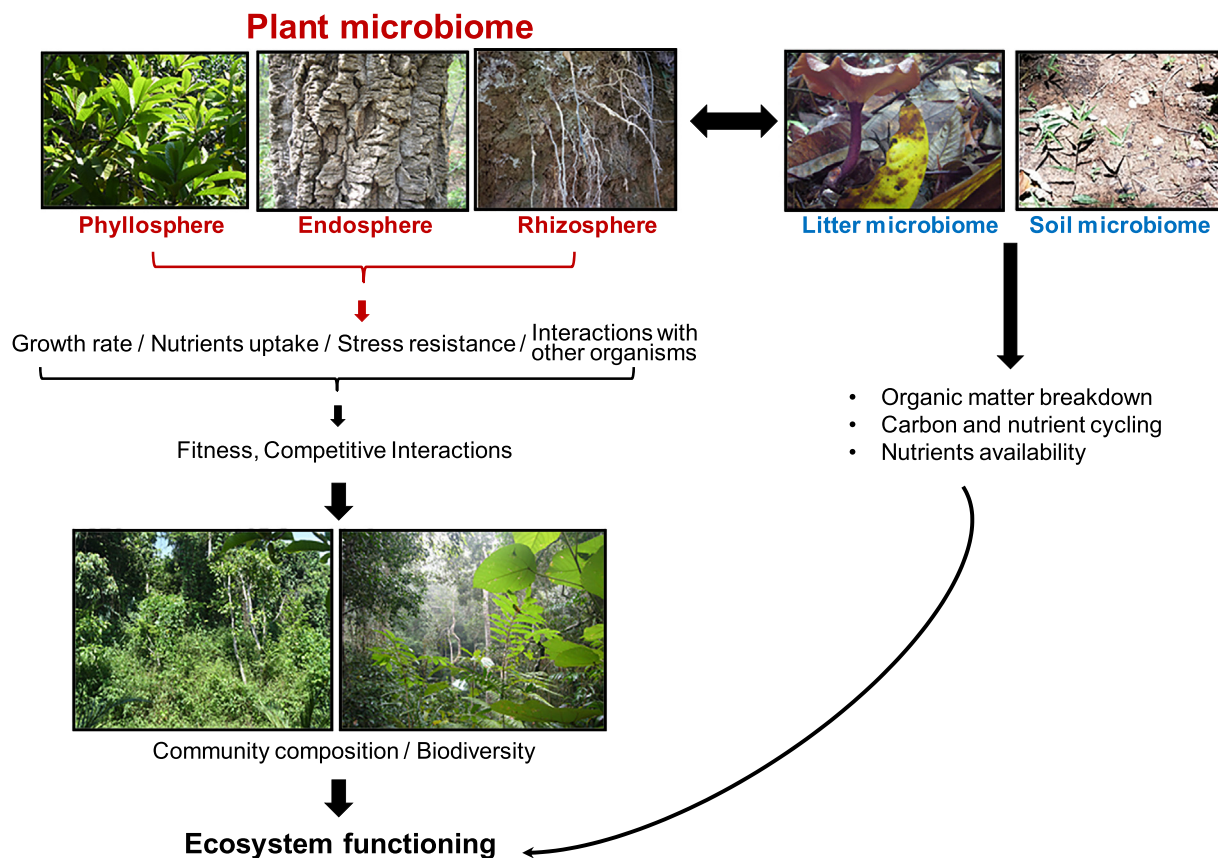 Plant microbiome
Phyllosphere
Endosphere
Rhizosphere
Litter microbiome
Soil microbiome
Growth rate / Nutrients uptake / Stress resistance / Interactions with
other organisms
Fitness, Competitive Interactions
• Organic matter breakdown
• Carbon and nutrient cycling
• Nutrients availability
Community composition / Biodiversity
Ecosystem functioning